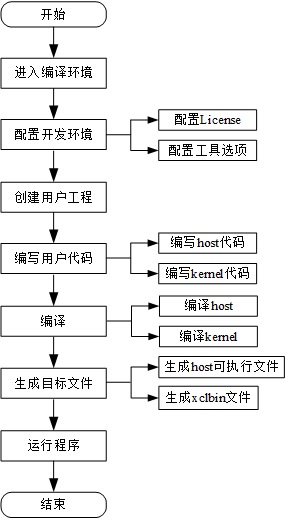 开始
进入编译环境
配置开发环境
配置License
配置工具选项
创建用户工程
编写用户代码
编写host代码
编写kernel代码
编译
编译host
编译kernel
生成目标文件
生成host可执行文件
生成xclbin文件
运行程序
结束